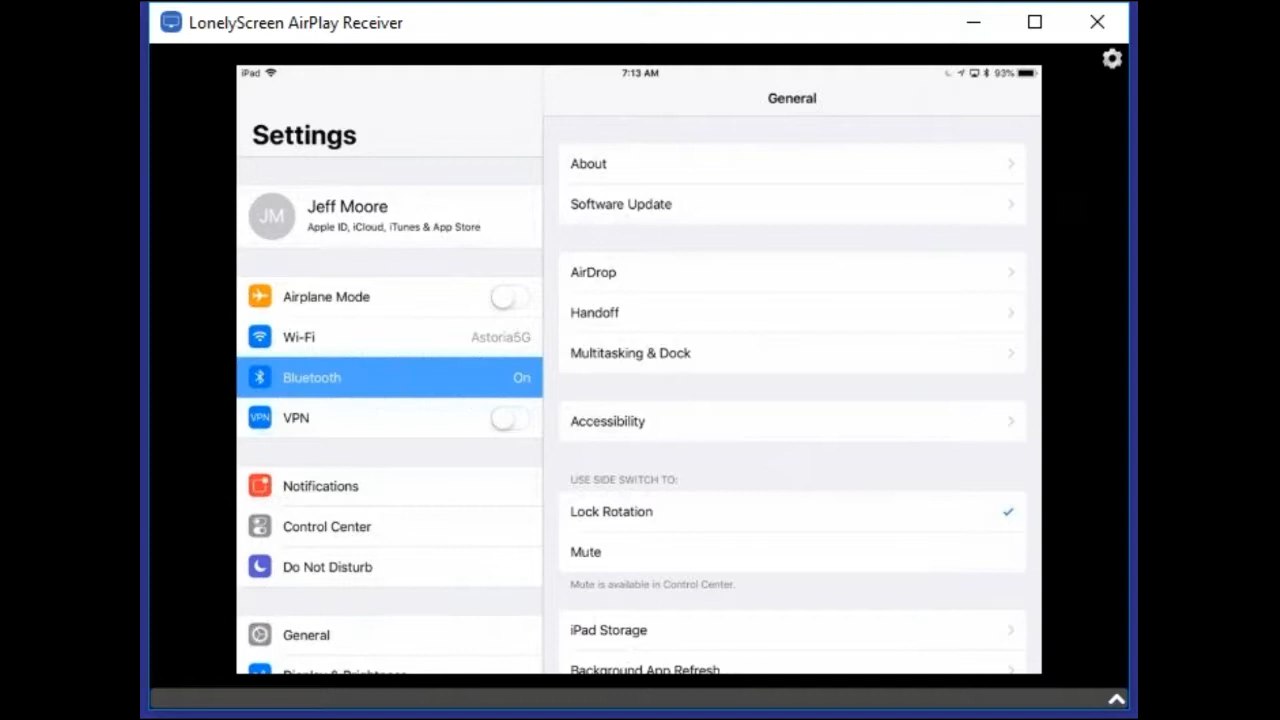 LonelyScreen AirPlay Receiver
iPad
7:13 AM
93%
Settings
General
JM
Jeff Moore
Apple ID, iCloud, iTunes & App Store
Airplane Mode
Wi-Fi
Astoria5G
Bluetooth
On
VPN
VPN
Notifications
Control Center
Do Not Disturb
General
Display & Brightness
About
Software Update
AirDrop
Handoff
Multitasking & Dock
Accessibility
USE SIDE SWITCH TO:
Lock Rotation
Mute
Mute is available in Control Center.
iPad Storage
Background App Refresh